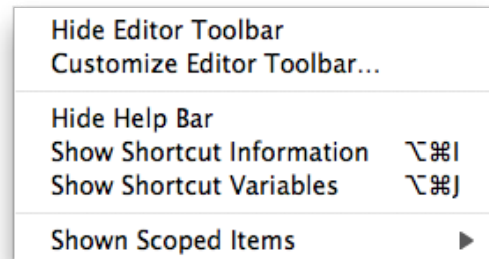 Hide Editor Toolbar
Customize Editor Toolbar...
Hide Help Bar
Show Shortcut Information ⌥⌘I
Show Shortcut Variables ⌥⌘J
Shown Scoped Items